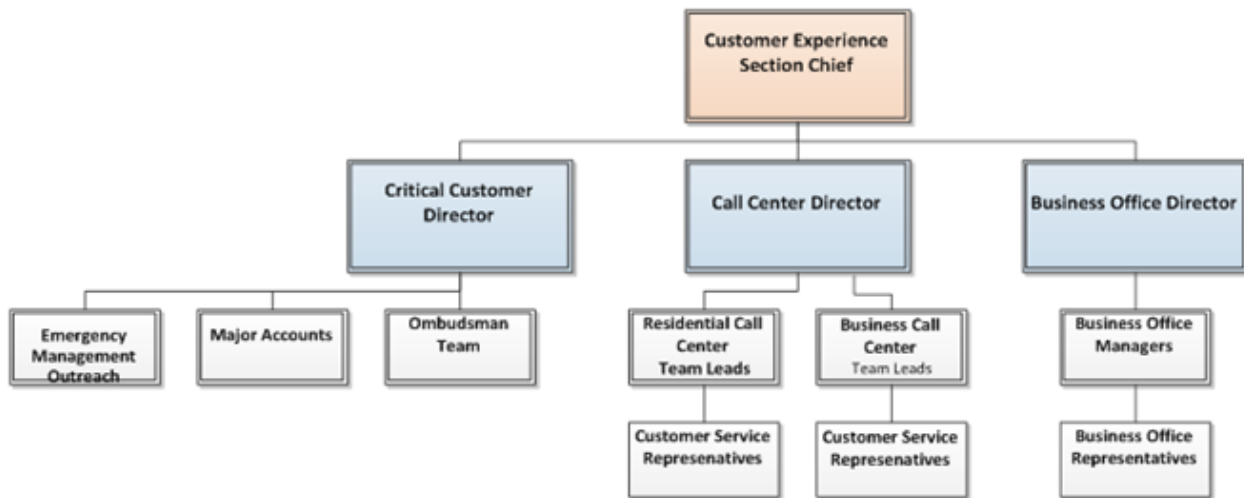 Customer Experience
Section Chief
Critical Customer
Director
Call Center Director
Business Office Director
Emergency
Management
Outreach
Major Accounts
Ombudsman
Team
Residential Call
Center
Team Leads
Business Call
Center
Team Leads
Business Office
Managers
Customer Service
Represenatives
Customer Service
Represenatives
Business Office
Representatives